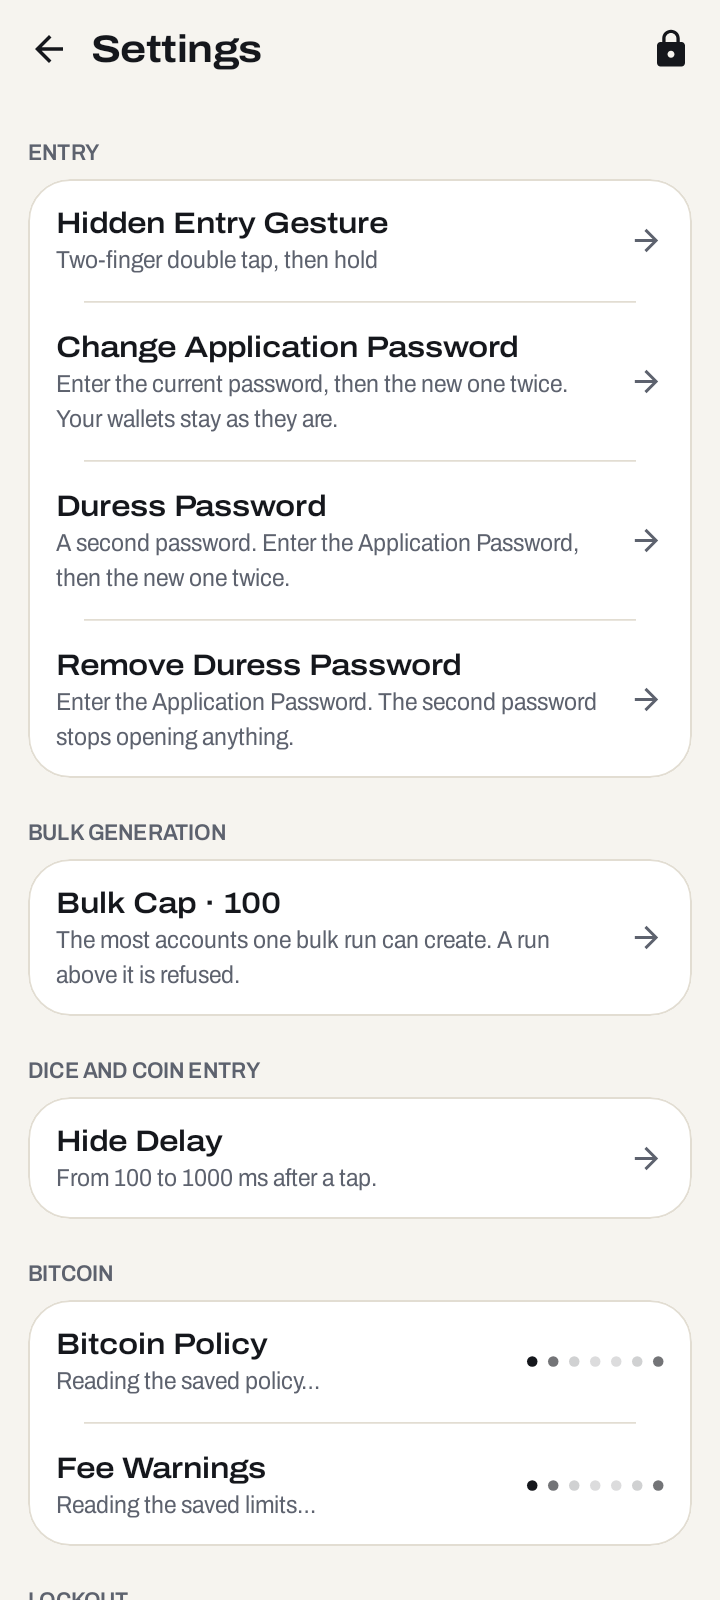 Settings
ENTRY
Hidden Entry Gesture
Two-finger double tap, then hold
Change Application Password
Enter the current password, then the new one twice.
Your wallets stay as they are.
Duress Password
A second password. Enter the Application Password,
then the new one twice.
Remove Duress Password
Enter the Application Password. The second password
stops opening anything.
BULK GENERATION
Bulk Cap · 100
The most accounts one bulk run can create. A run
above it is refused.
DICE AND COIN ENTRY
Hide Delay
From 100 to 1000 ms after a tap.
BITCOIN
Bitcoin Policy
Reading the saved policy...
Fee Warnings
Reading the saved limits...
LOCKOUT